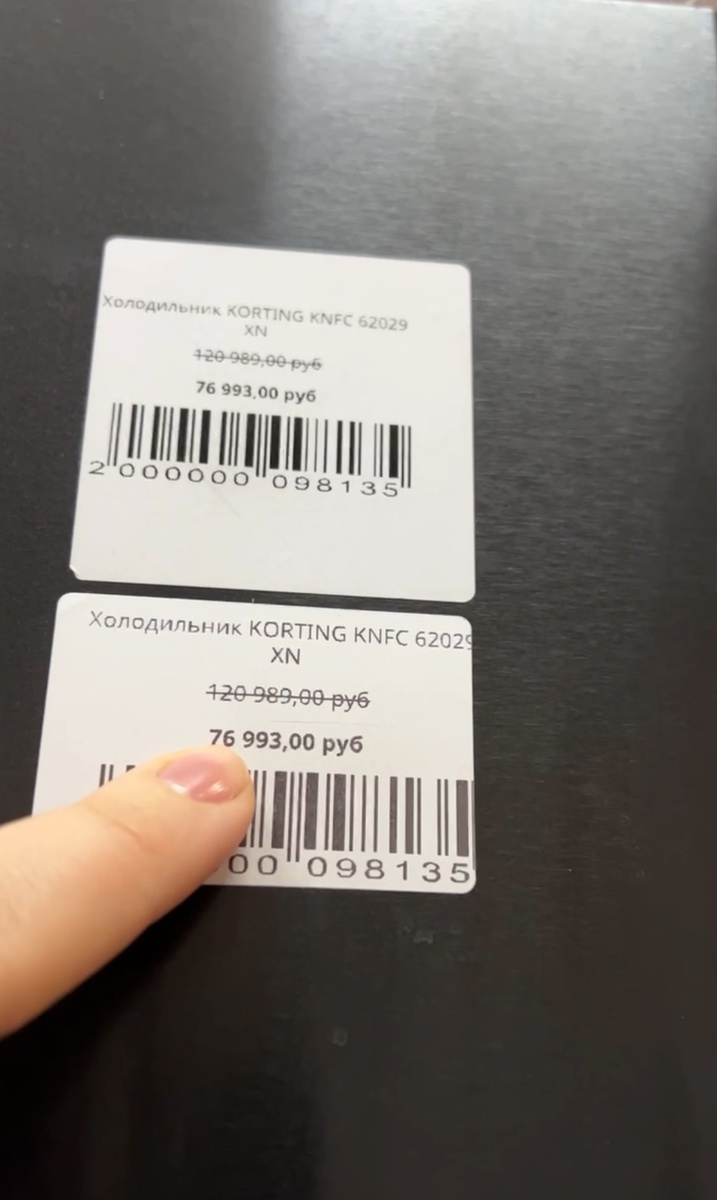 Холодильник KORTING KNFC 62029
XN
120 989,00 руб
76 993,00 руб
2 000000 098135
Холодильник KORTING KNFC 62029
XN
120 989,00 руб
76 993,00 руб
00 098135